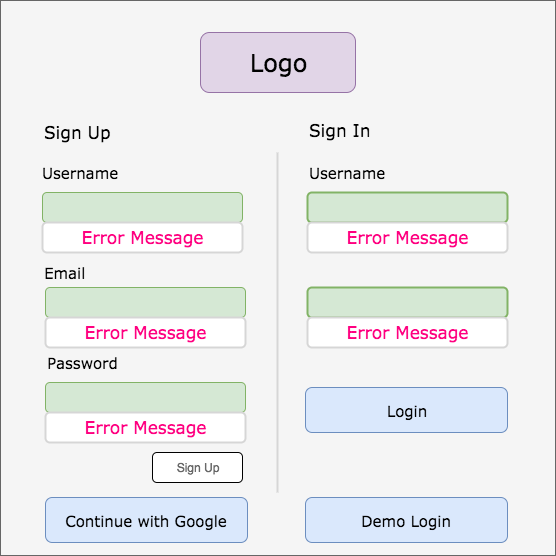 Logo
Sign Up
Username
Error Message
Email
Error Message
Password
Error Message
Sign Up
Continue with Google
Sign In
Username
Error Message
Error Message
Login
Demo Login